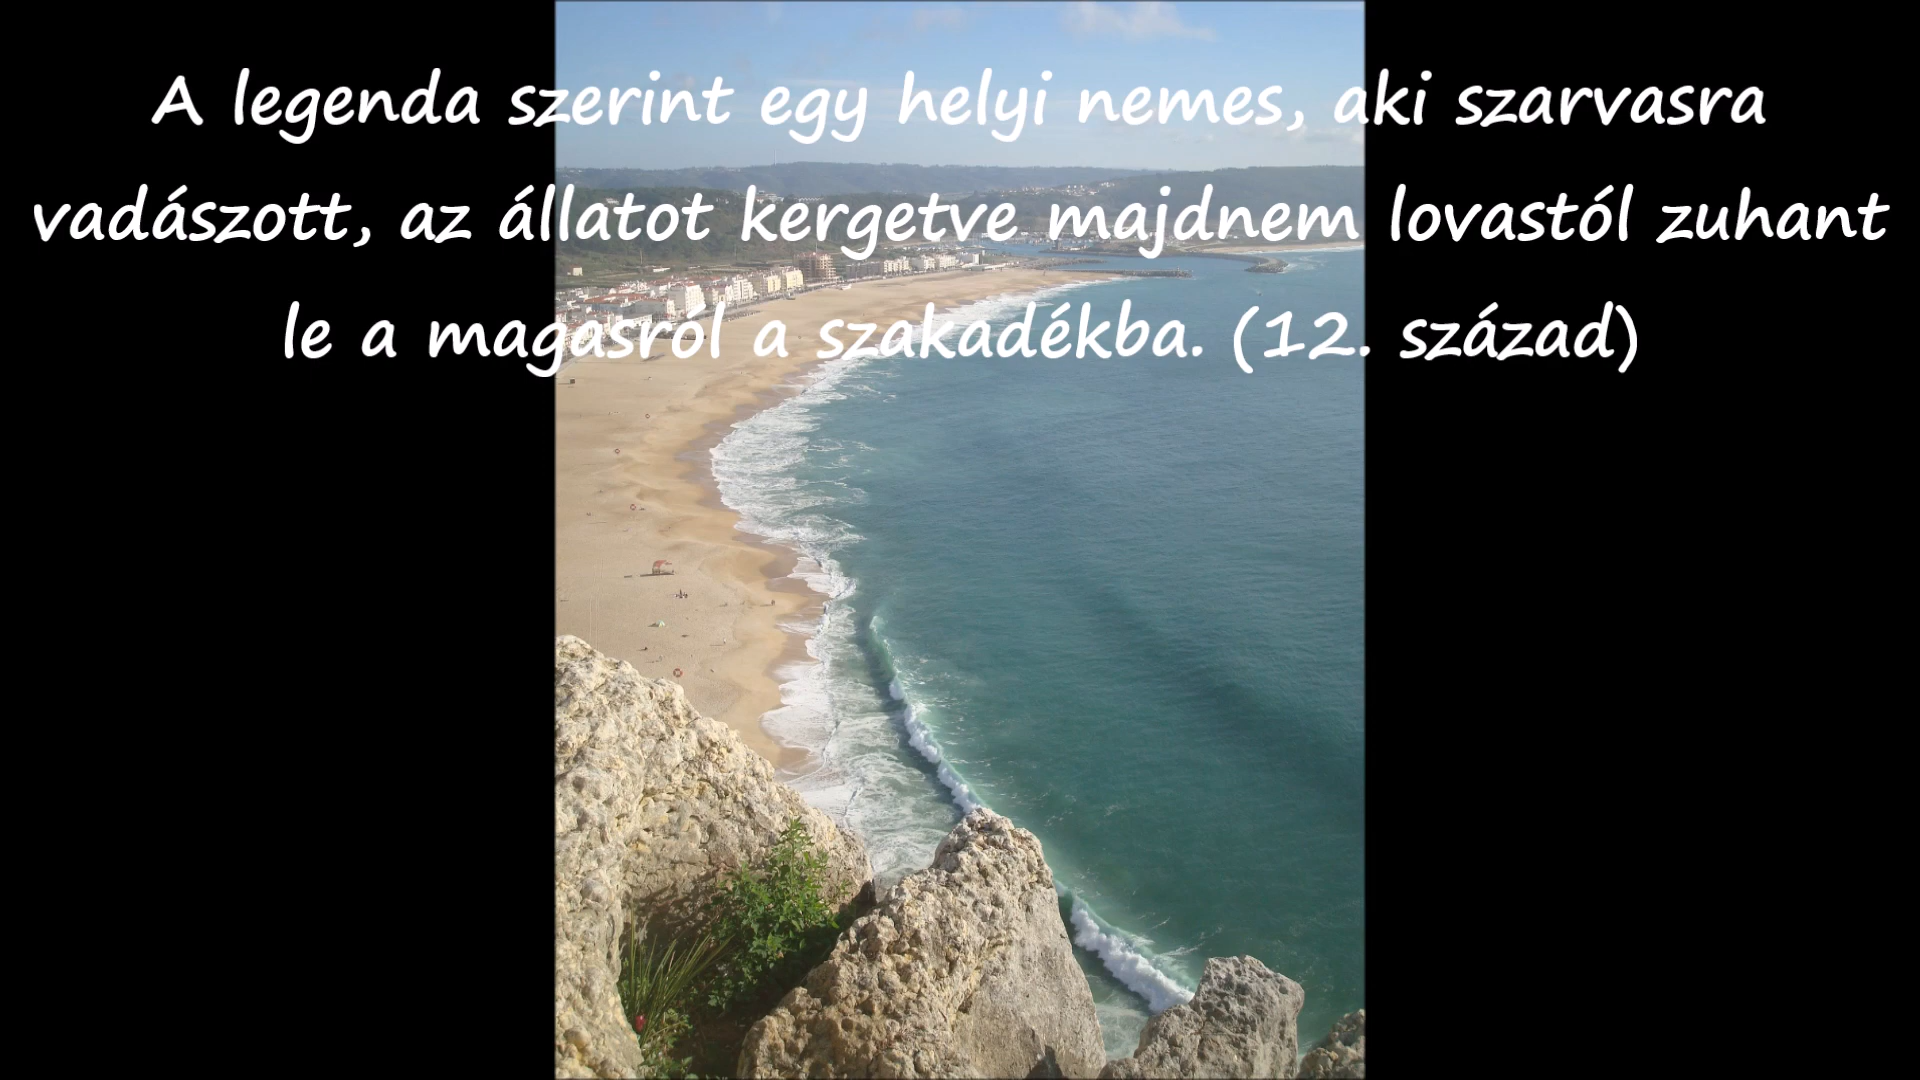 A legenda szerint egy helyi nemes, aki szarvasra
vadászott, az állatot kergetve majdnem lovastól zuhant
le a magasról a szakadékba. (12. század)